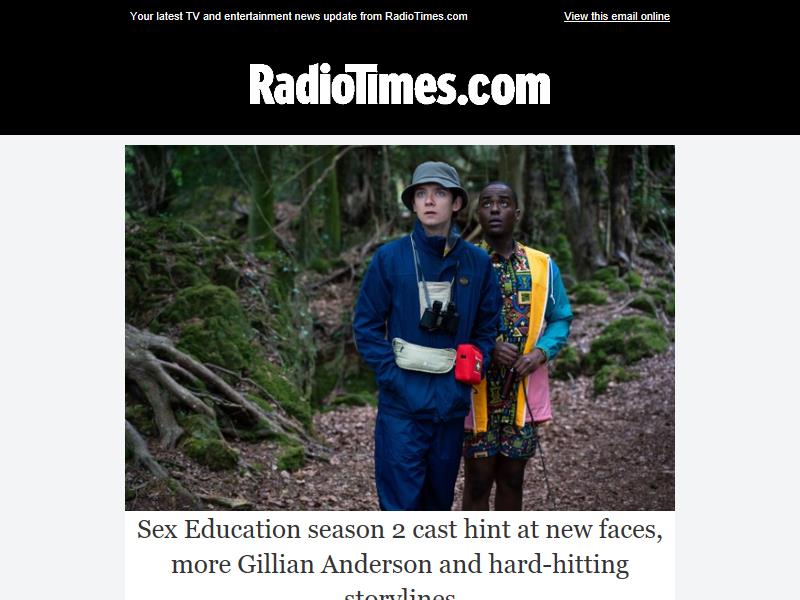 Your latest TV and entertainment news update from RadioTimes.com
View this email online
RadioTimes.com
Sex Education season 2 cast hint at new faces,
more Gillian Anderson and hard-hitting
storylines